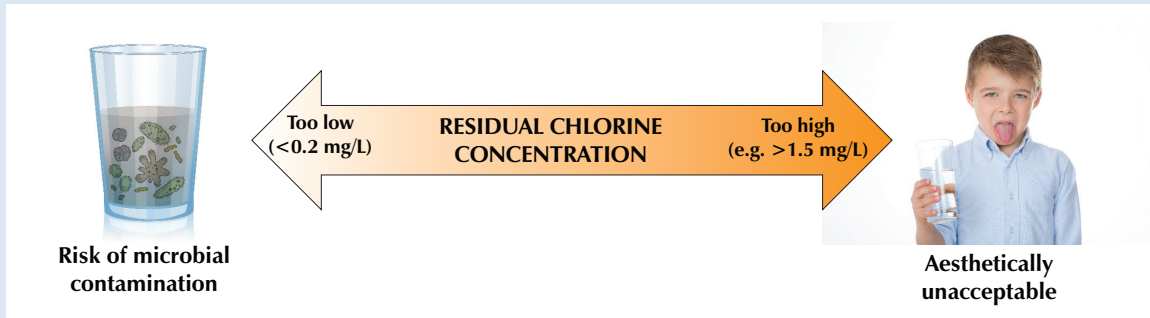 Too low
(<0.2 mg/L)
RESIDUAL CHLORINE
CONCENTRATION
Too high
(e.g. >1.5 mg/L)
Risk of microbial
contamination
Aesthetically
unacceptable